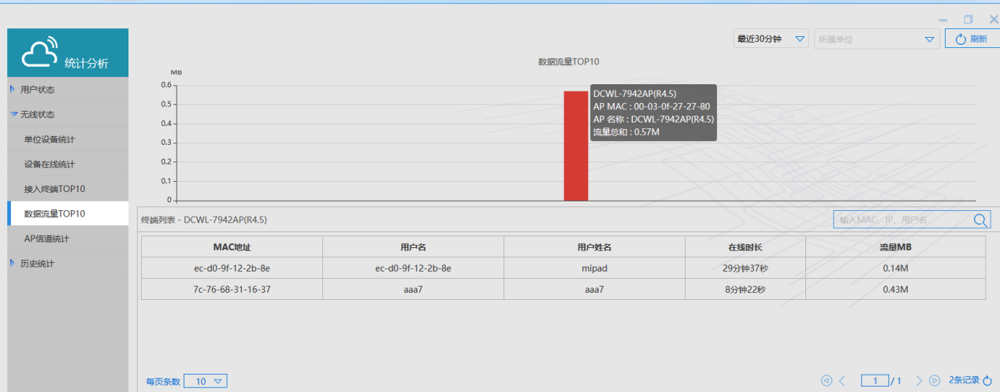 最近30分钟
所属单位
刷新
统计分析
用户状态
无线状态
单位设备统计
设备在线统计
接入终端TOP10
数据流量TOP10
AP信道统计
历史统计
数据流量TOP10
MB
0.6
0.5
0.4
0.3
0.2
0.1
0
DCWL-7942AP(R4.5)
AP MAC : 00-03-0f-27-27-80
AP 名称 : DCWL-7942AP(R4.5)
流量总和 : 0.57M
终端列表 - DCWL-7942AP(R4.5)
输入MAC、IP、用户名
MAC地址 用户名 用户姓名 在线时长 流量MB
ec-d0-9f-12-2b-8e ec-d0-9f-12-2b-8e mipad 29分钟37秒 0.14M
7c-76-68-31-16-37 aaa7 aaa7 8分钟22秒 0.43M
每页条数 10
1 / 1 2条记录